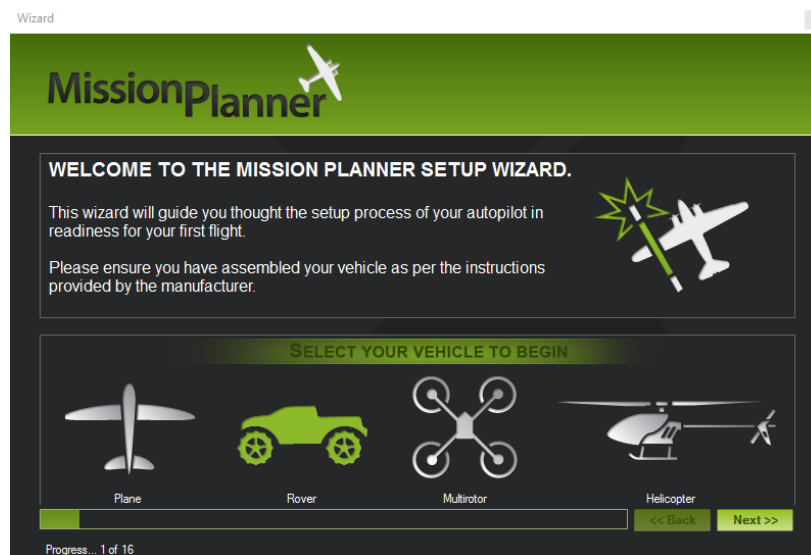 Wizard
MissionPlanner
WELCOME TO THE MISSION PLANNER SETUP WIZARD.
This wizard will guide you thought the setup process of your autopilot in
readiness for your first flight.
Please ensure you have assembled your vehicle as per the instructions
provided by the manufacturer.
SELECT YOUR VEHICLE TO BEGIN
Plane Rover Multirotor Helicopter
<< Back Next >>
Progress... 1 of 16